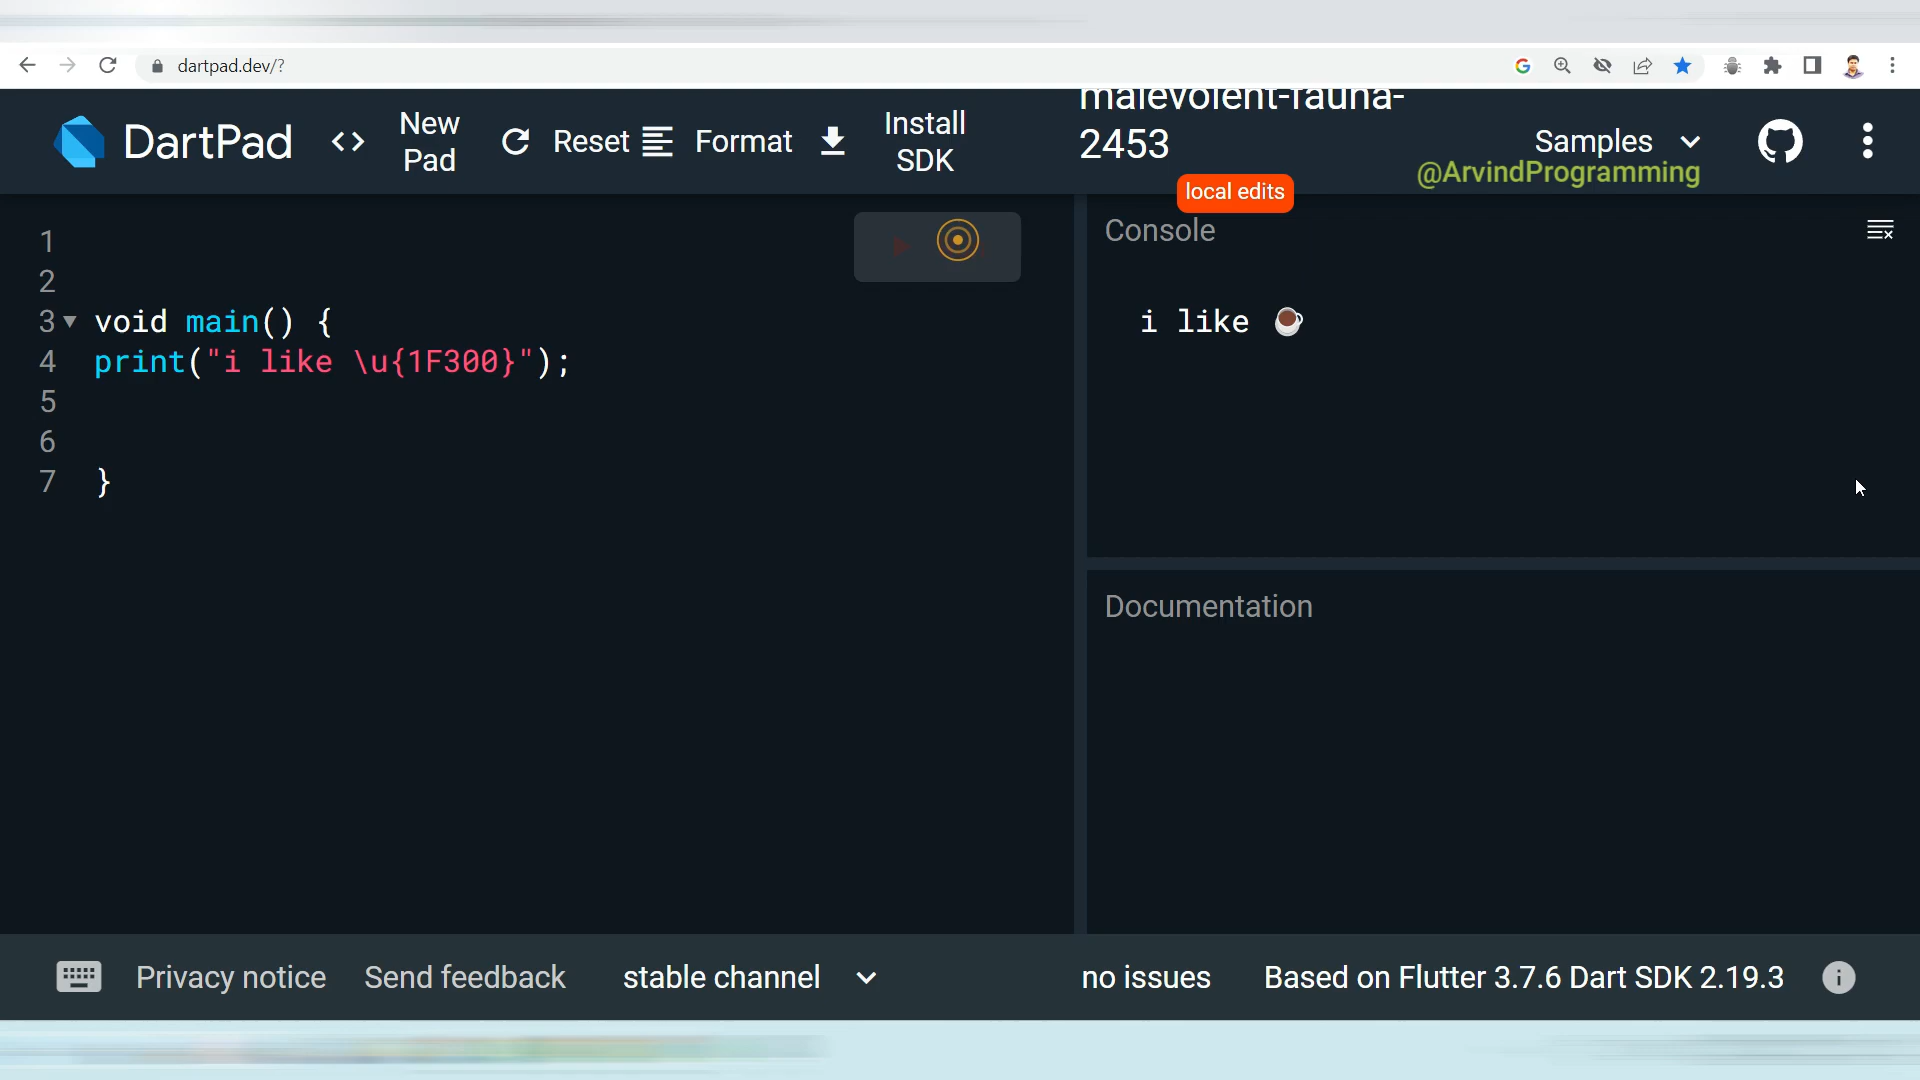 dartpad.dev/?
DartPad
<>
New
Pad
Reset
Format
Install
SDK
malevolent-fauna-
2453
local edits
Samples
@ArvindProgramming
1
2
3 void main() {
4 print("i like \u{1F300}");
5
6
7 }
Console
i like ☕
Documentation
Privacy notice
Send feedback
stable channel
no issues
Based on Flutter 3.7.6 Dart SDK 2.19.3